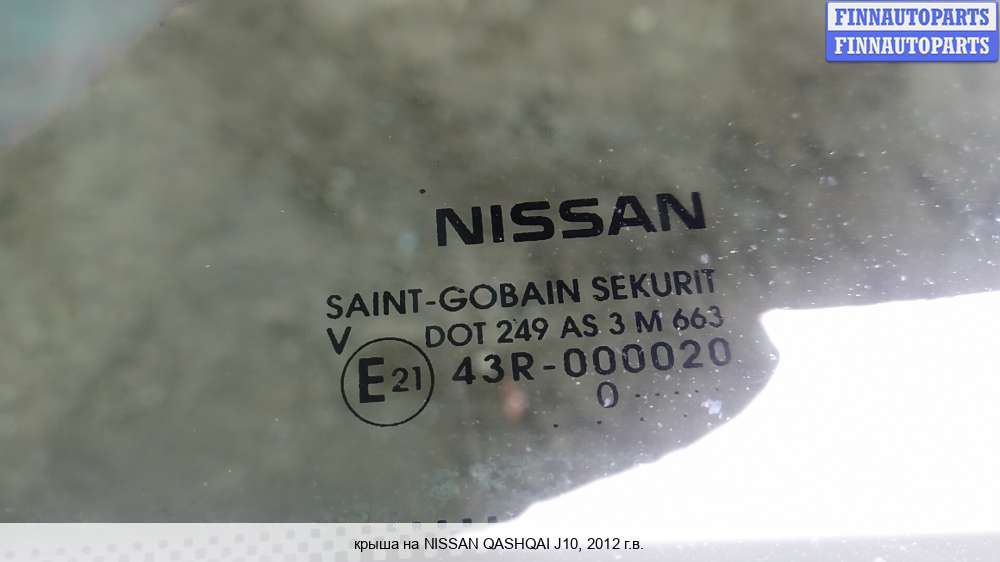 FINNAUTOPARTS
FINNAUTOPARTS
NISSAN
SAINT-GOBAIN SEKURIT
V DOT 249 AS 3 M 663
E 21 43R-000020
0
крыша на NISSAN QASHQAI J10, 2012 г.в.